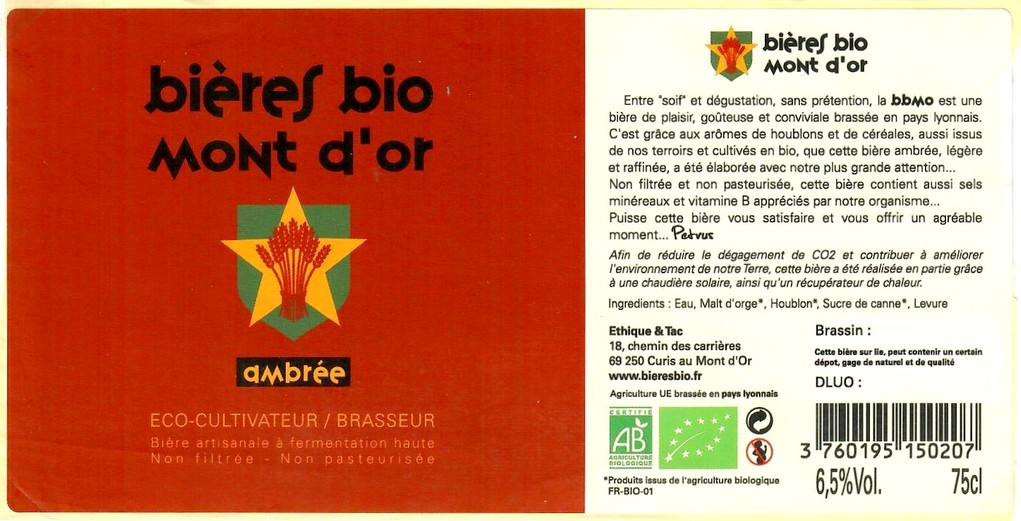 bières bio
MONt d'or
ambrée
ECO-CULTIVATEUR / BRASSEUR
Bière artisanale à fermentation haute
Non filtrée - Non pasteurisée
bières bio
MONt d'or
Entre "soif" et dégustation, sans prétention, la bbMO est une
bière de plaisir, goûteuse et conviviale brassée en pays lyonnais.
C'est grâce aux arômes de houblons et de céréales, aussi issus
de nos terroirs et cultivés en bio, que cette bière ambrée, légère
et raffinée, a été élaborée avec notre plus grande attention...
Non filtrée et non pasteurisée, cette bière contient aussi sels
minéreaux et vitamine B appréciés par notre organisme...
Puisse cette bière vous satisfaire et vous offrir un agréable
moment... Petrus
Afin de réduire le dégagement de CO2 et contribuer à améliorer
l'environnement de notre Terre, cette bière a été réalisée en partie grâce
à une chaudière solaire, ainsi qu'un récupérateur de chaleur.
Ingredients : Eau, Malt d'orge*, Houblon*, Sucre de canne*, Levure
Ethique & Tac
18, chemin des carrières
69 250 Curis au Mont d'Or
www.bieresbio.fr
Agriculture UE brassée en pays lyonnais
CERTIFIÉ
AB
AGRICULTURE
BIOLOGIQUE
*Produits issus de l'agriculture biologique
FR-BIO-01
Brassin :
Cette bière sur lie, peut contenir un certain
dépot, gage de naturel et de qualité
DLUO :
3 760195 150207
6,5%Vol. 75cl